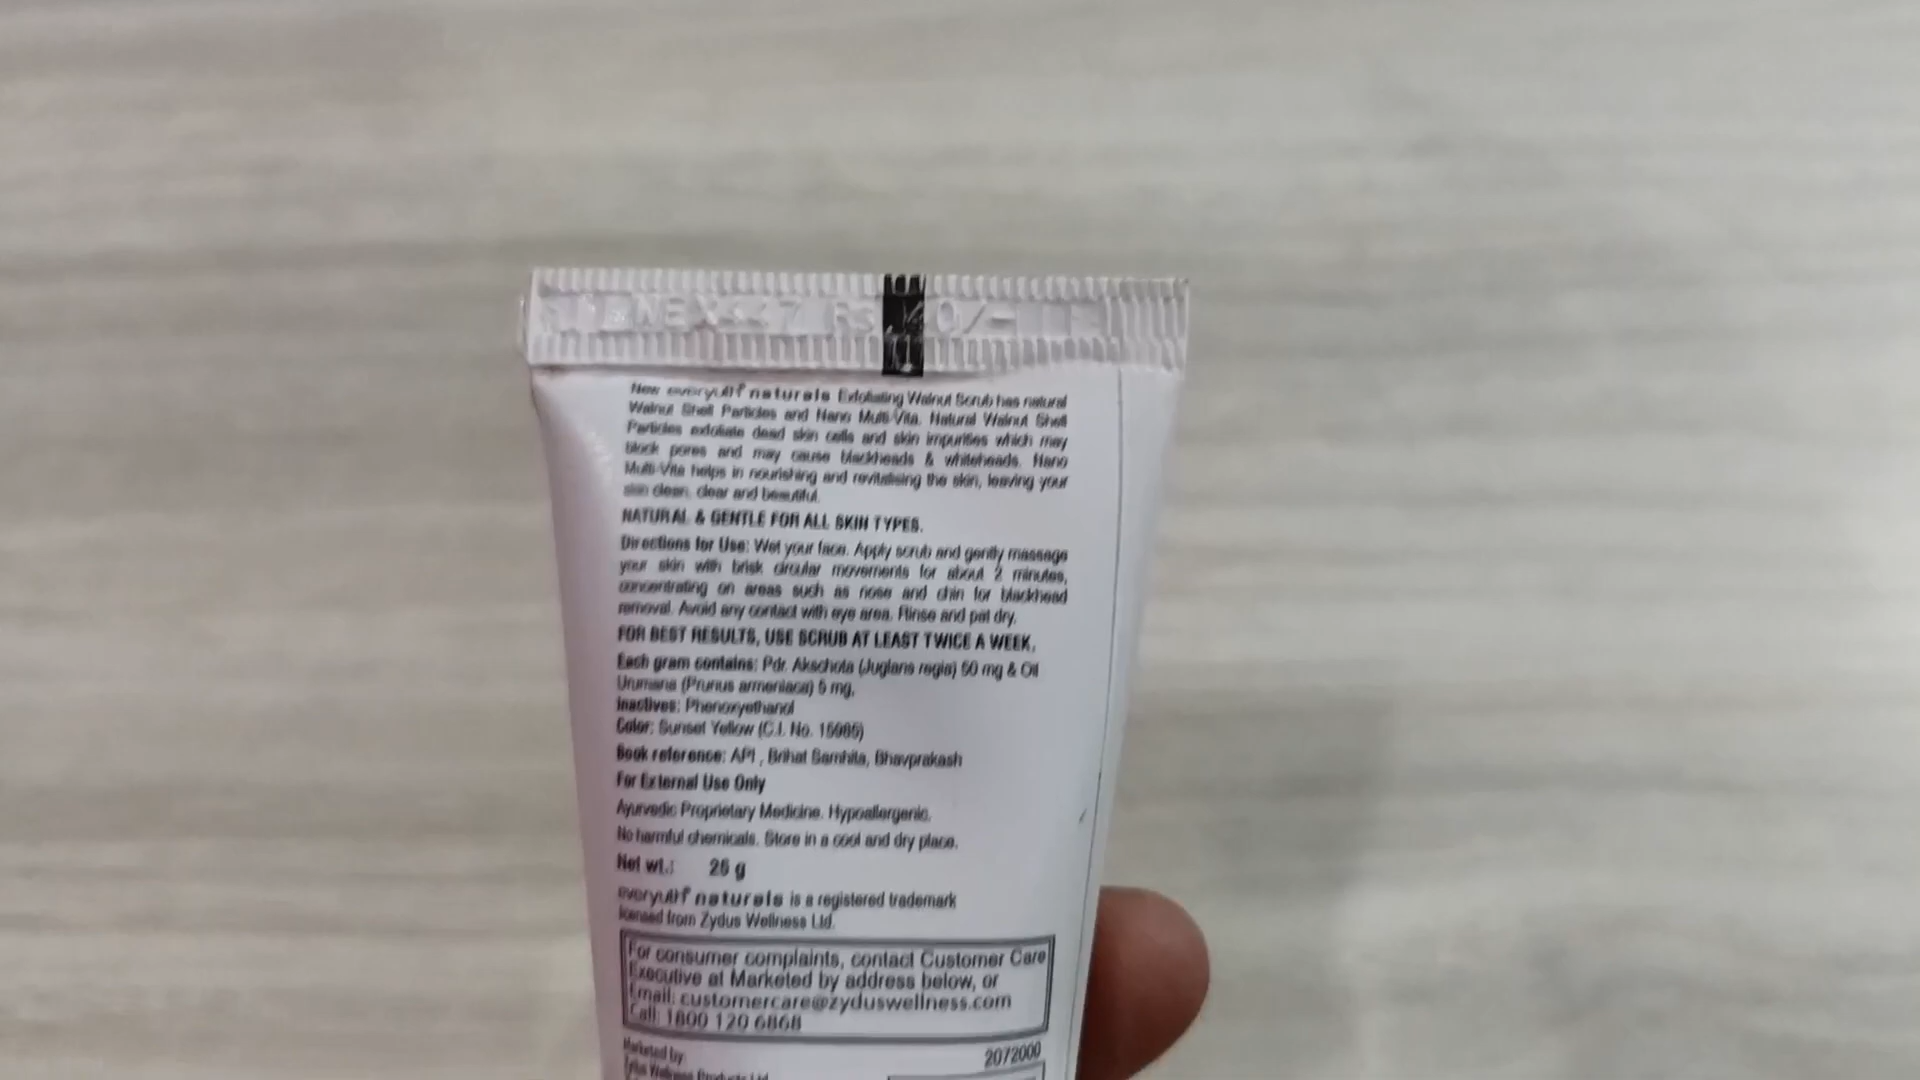 Rs 40/-
New everyuth naturals Exfoliating Walnut Scrub has natural
Walnut Shell Particles and Nano Multi-Vita. Natural Walnut Shell
Particles exfoliate dead skin cells and skin impurities which may
block pores and may cause blackheads & whiteheads. Nano
Multi-Vita helps in nourishing and revitalising the skin, leaving your
skin clean, clear and beautiful.
NATURAL & GENTLE FOR ALL SKIN TYPES.
Directions for Use: Wet your face. Apply scrub and gently massage
your skin with brisk circular movements for about 2 minutes,
concentrating on areas such as nose and chin for blackhead
removal. Avoid any contact with eye area. Rinse and pat dry.
FOR BEST RESULTS, USE SCRUB AT LEAST TWICE A WEEK.
Each gram contains: Pdr. Akschota (Juglans regia) 50 mg & Oil
Urumana (Prunus armeniaca) 5 mg,
Inactives: Phenoxyethanol
Color: Sunset Yellow (C.I. No. 15985)
Book reference: API , Brihat Samhita, Bhavprakash
For External Use Only
Ayurvedic Proprietary Medicine. Hypoallergenic.
No harmful chemicals. Store in a cool and dry place.
Net wt.: 25 g
everyuth naturals is a registered trademark
licensed from Zydus Wellness Ltd.
For consumer complaints, contact Customer Care
Executive at Marketed by address below, or
Email: customercare@zyduswellness.com
Call: 1800 120 6868
Marketed by
2072000
Zydus Wellness Products Ltd.